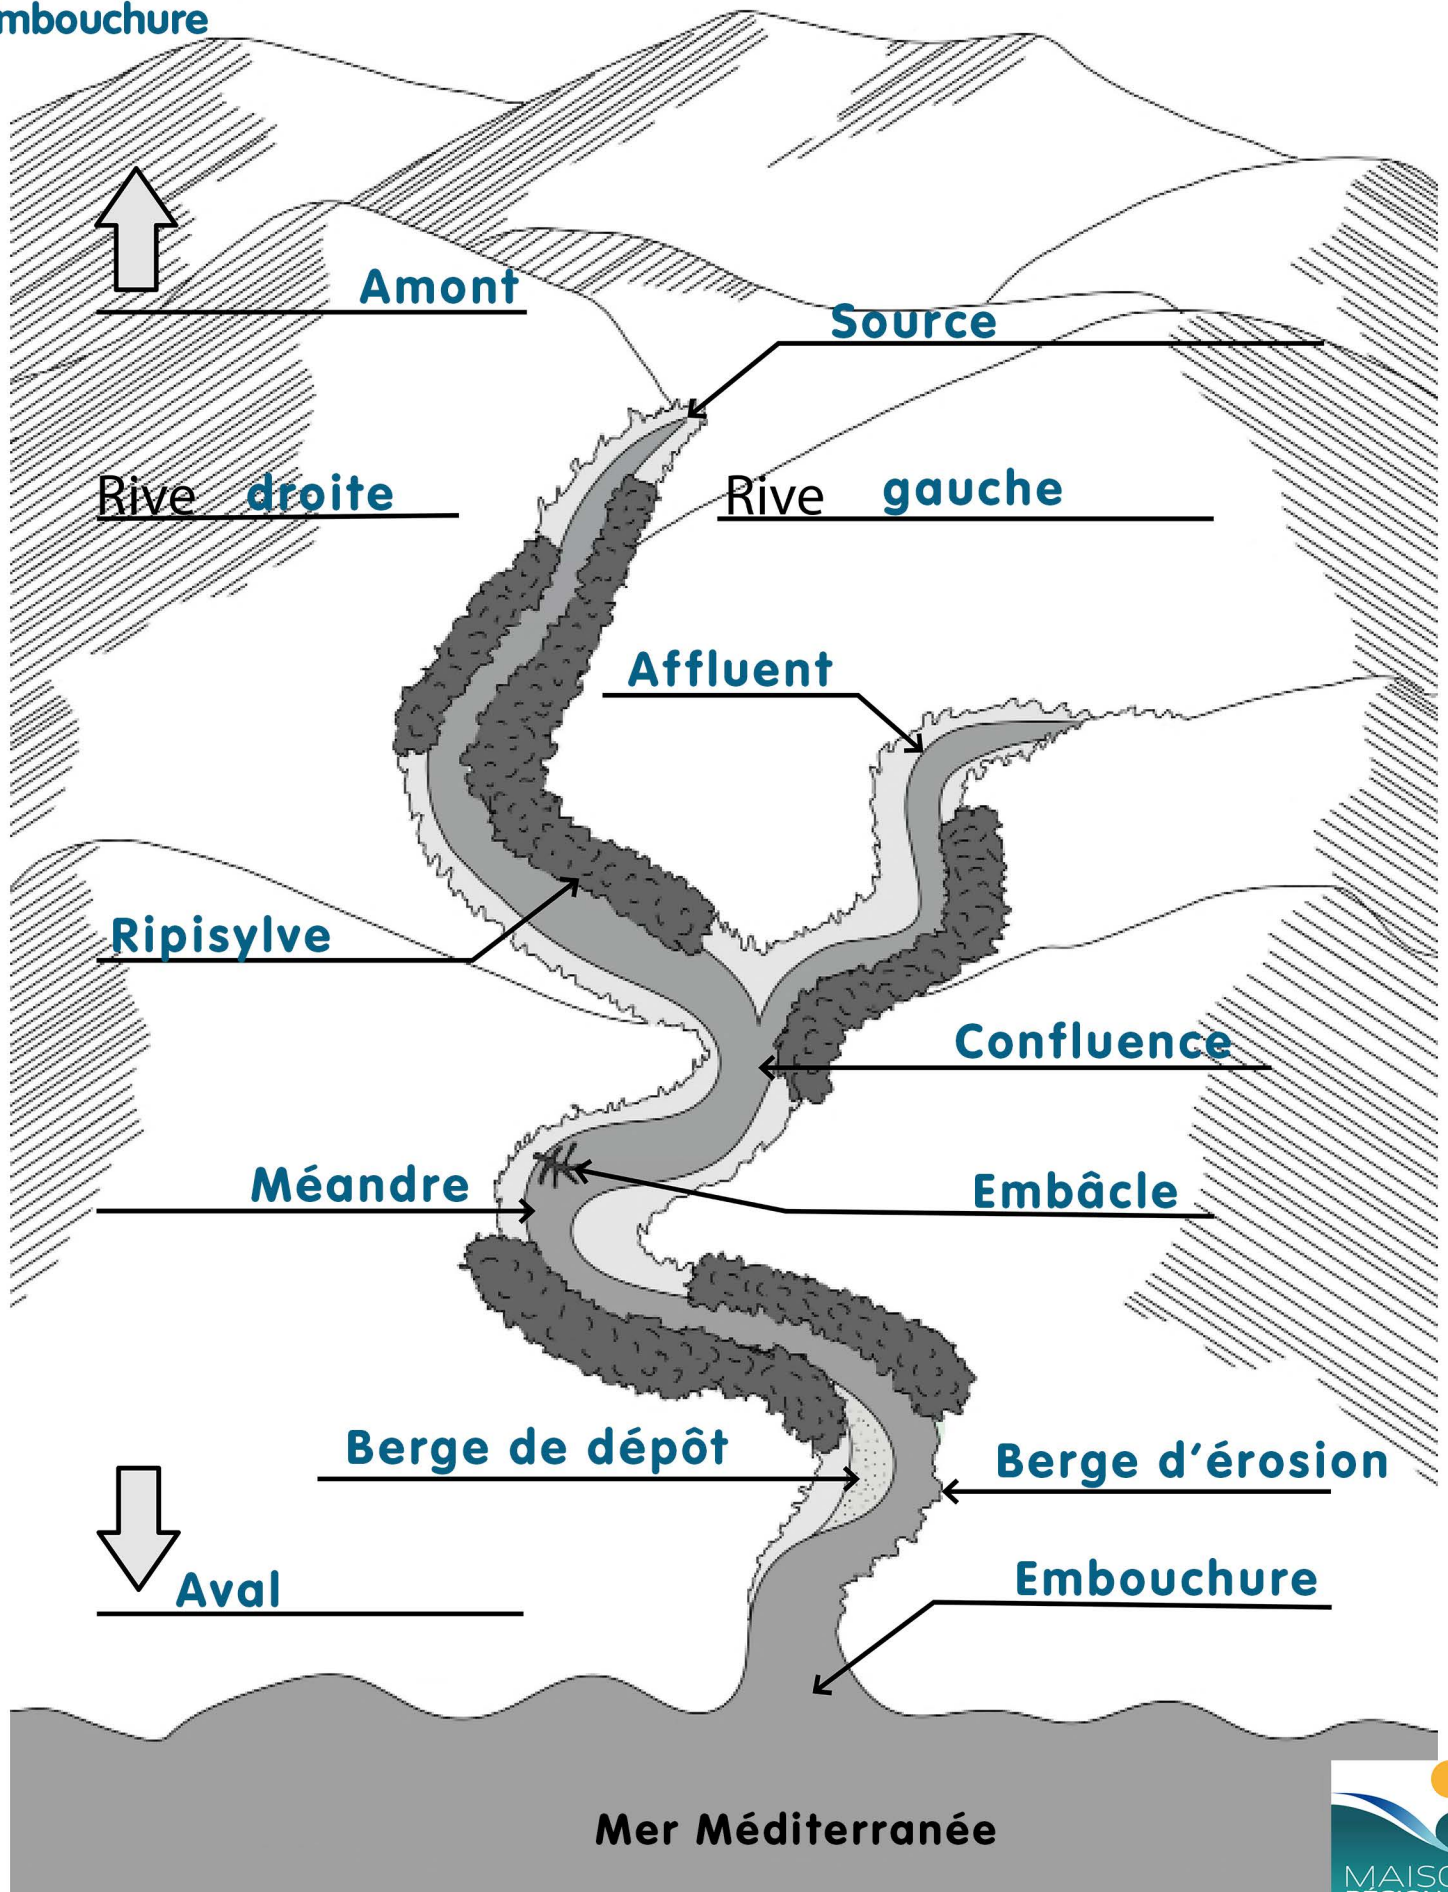 mbouchure
Amont
Source
Rive droite
Rive gauche
Affluent
Ripisylve
Confluence
Méandre
Embâcle
Berge de dépôt
Berge d'érosion
Aval
Embouchure
Mer Méditerranée
MAISO